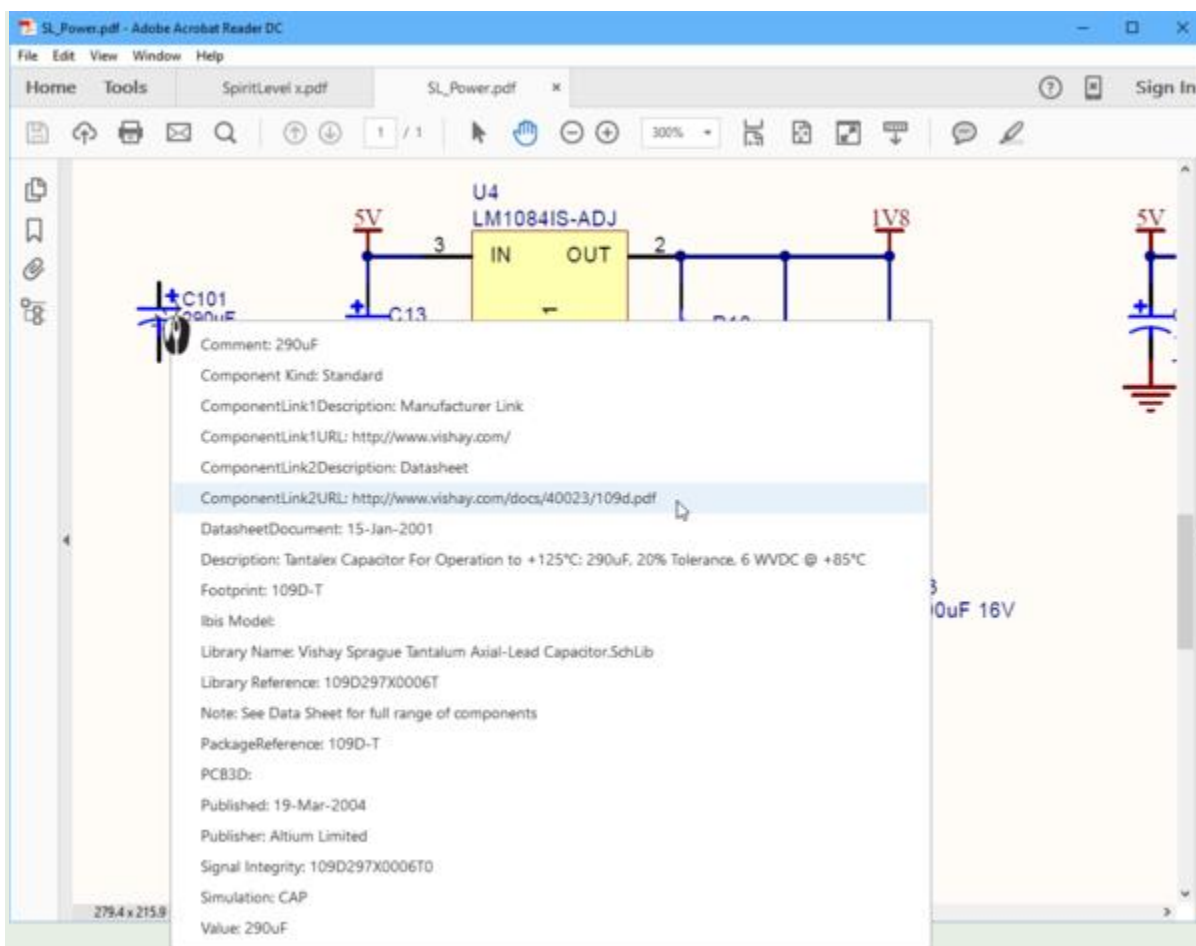 SL_Power.pdf - Adobe Acrobat Reader DC
File Edit View Window Help
Home Tools SpiritLevel x.pdf SL_Power.pdf × ? Sign In
1 / 1 300%
U4
5V LM1084IS-ADJ 1V8 5V
3 IN OUT 2
C101
290uF C13 1
Comment: 290uF
Component Kind: Standard
ComponentLink1Description: Manufacturer Link
ComponentLink1URL: http://www.vishay.com/
ComponentLink2Description: Datasheet
ComponentLink2URL: http://www.vishay.com/docs/40023/109d.pdf
DatasheetDocument: 15-Jan-2001
Description: Tantalex Capacitor For Operation to +125°C: 290uF, 20% Tolerance, 6 WVDC @ +85°C
Footprint: 109D-T
0uF 16V
Ibis Model:
Library Name: Vishay Sprague Tantalum Axial-Lead Capacitor.SchLib
Library Reference: 109D297X0006T
Note: See Data Sheet for full range of components
PackageReference: 109D-T
PCB3D:
Published: 19-Mar-2004
Publisher: Altium Limited
Signal Integrity: 109D297X0006T0
Simulation: CAP
279.4 x 215.9
Value: 290uF